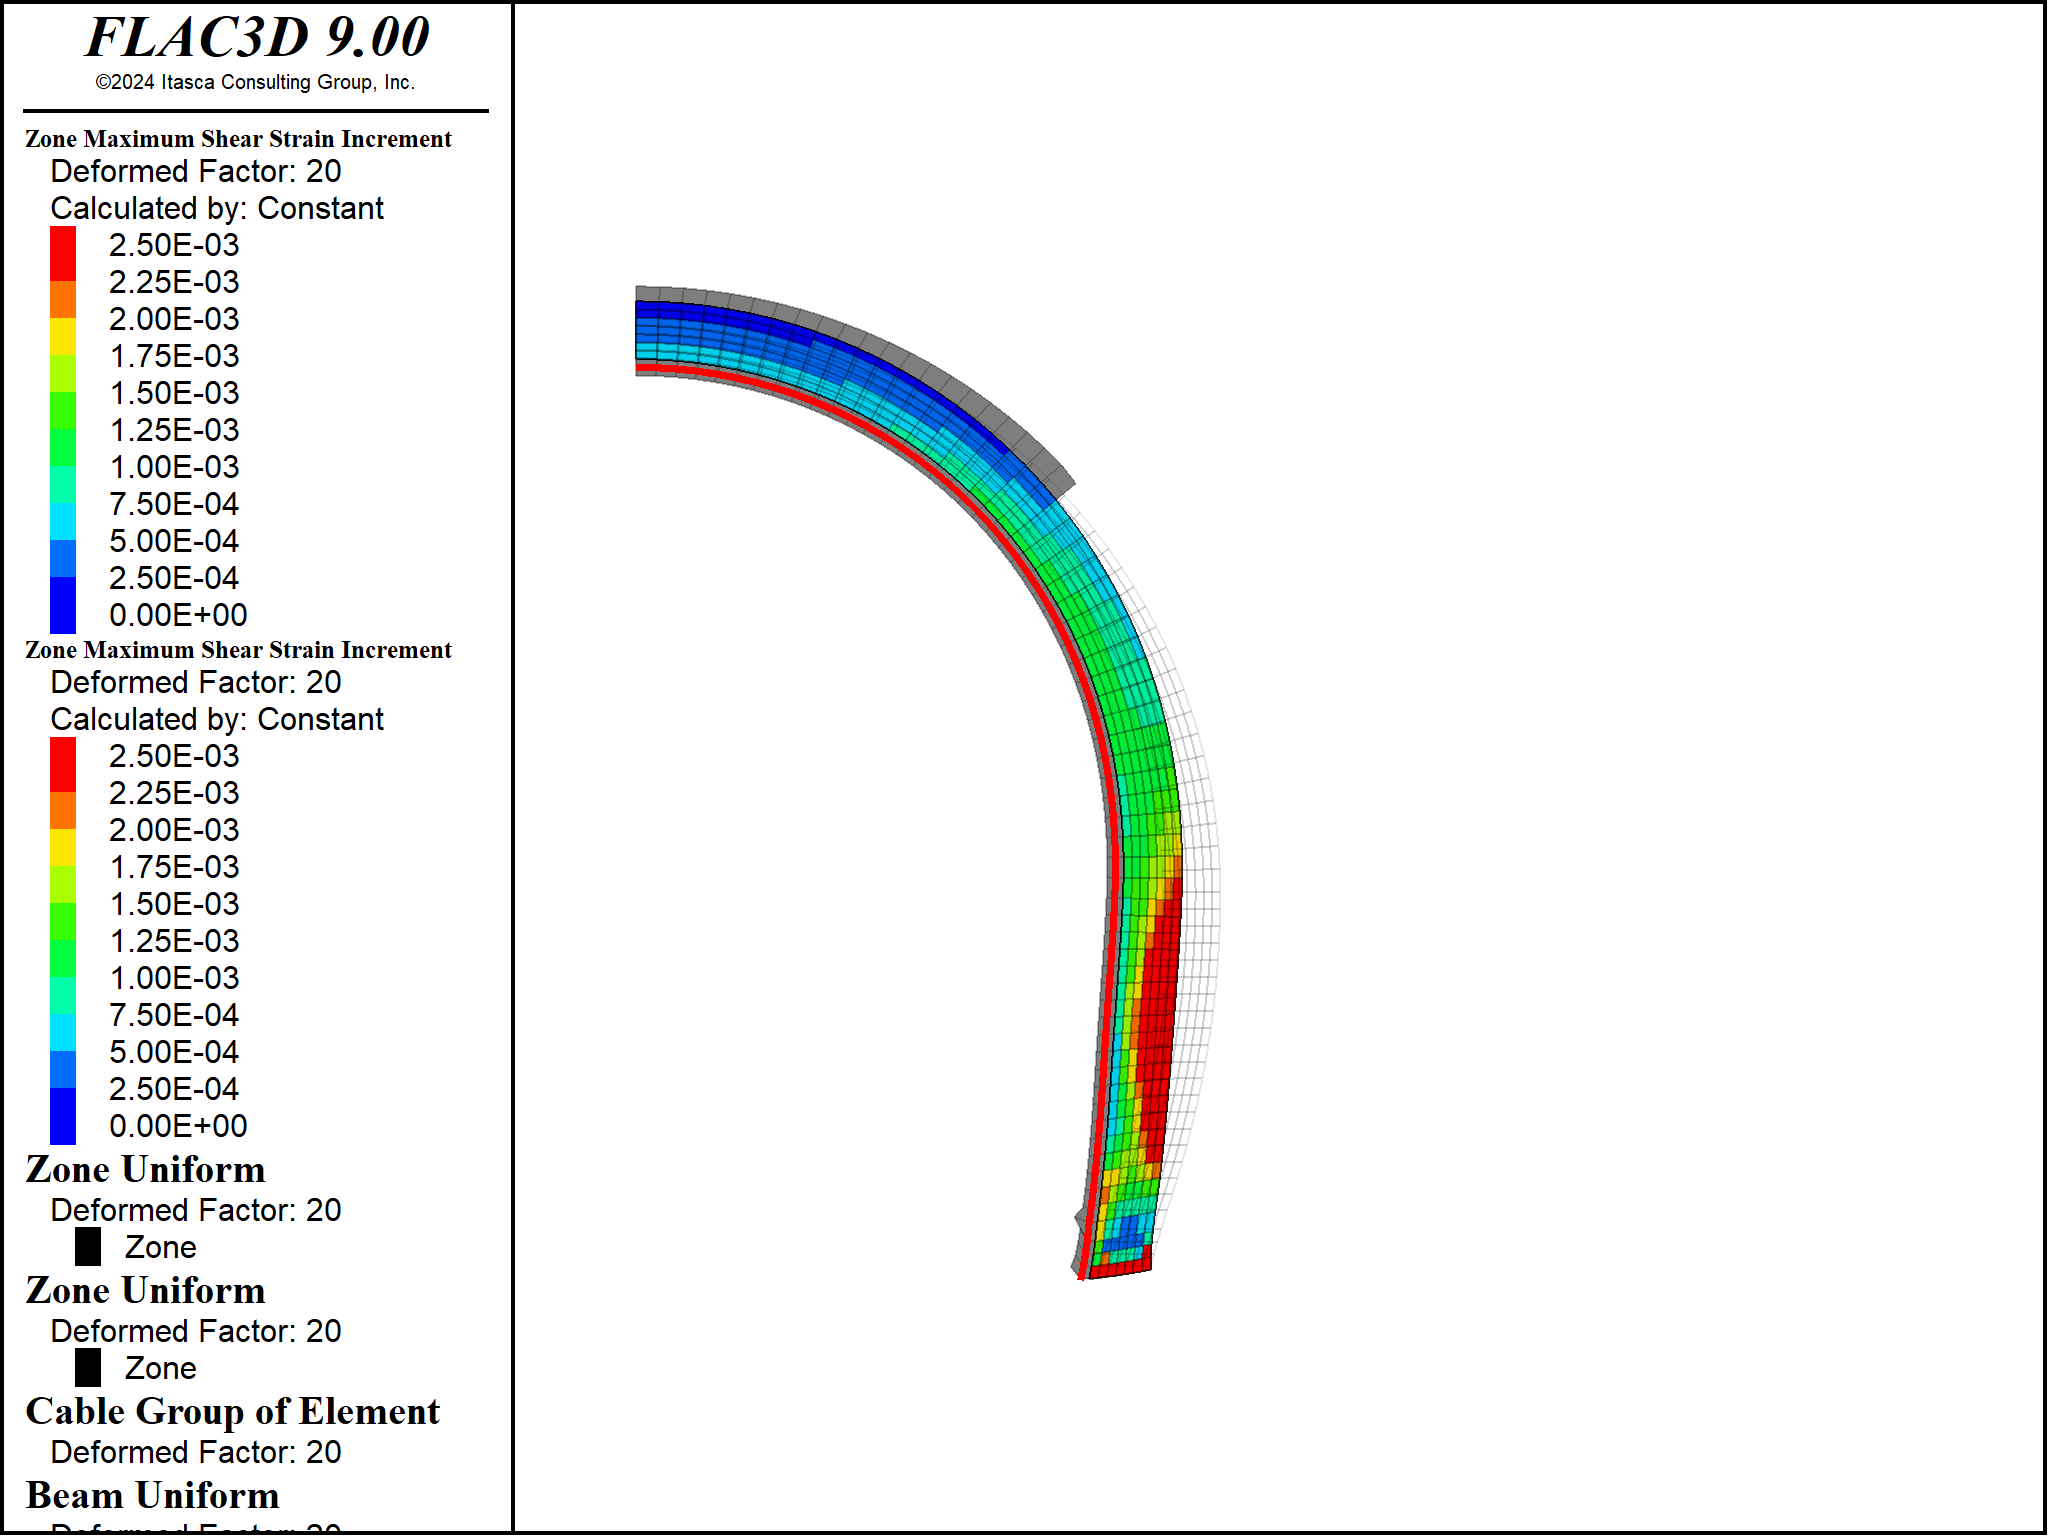 FLAC3D 9.00
©2024 Itasca Consulting Group, Inc.
Zone Maximum Shear Strain Increment
Deformed Factor: 20
Calculated by: Constant
2.50E-03
2.25E-03
2.00E-03
1.75E-03
1.50E-03
1.25E-03
1.00E-03
7.50E-04
5.00E-04
2.50E-04
0.00E+00
Zone Maximum Shear Strain Increment
Deformed Factor: 20
Calculated by: Constant
2.50E-03
2.25E-03
2.00E-03
1.75E-03
1.50E-03
1.25E-03
1.00E-03
7.50E-04
5.00E-04
2.50E-04
0.00E+00
Zone Uniform
Deformed Factor: 20
Zone
Zone Uniform
Deformed Factor: 20
Zone
Cable Group of Element
Deformed Factor: 20
Beam Uniform
Deformed Factor: 20